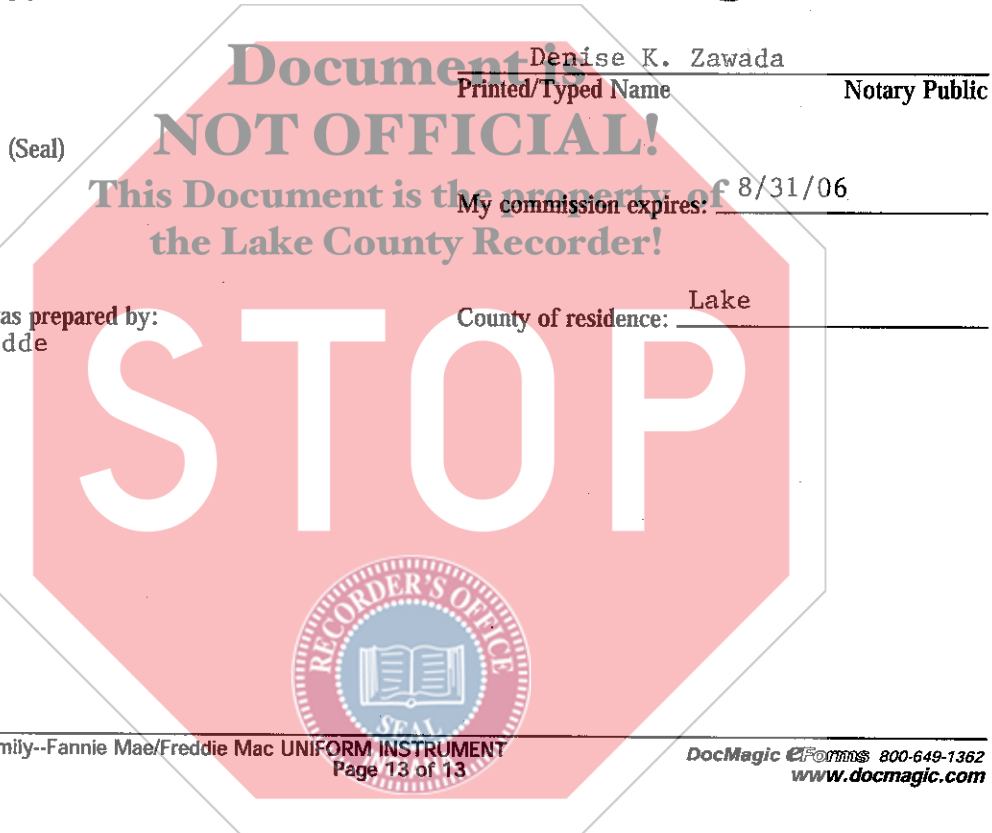 Document is
Denise K. Zawada
Printed/Typed Name Notary Public
NOT OFFICIAL!
(Seal)
This Document is the property of
8/31/06
My commission expires:
the Lake County Recorder!
Lake
as prepared by:
County of residence:
dde
STOP
RECORDER'S OFFICE
SEAL
mily--Fannie Mae/Freddie Mac UNIFORM INSTRUMENT
Page 13 of 13
DocMagic eForms 800-649-1362
www.docmagic.com